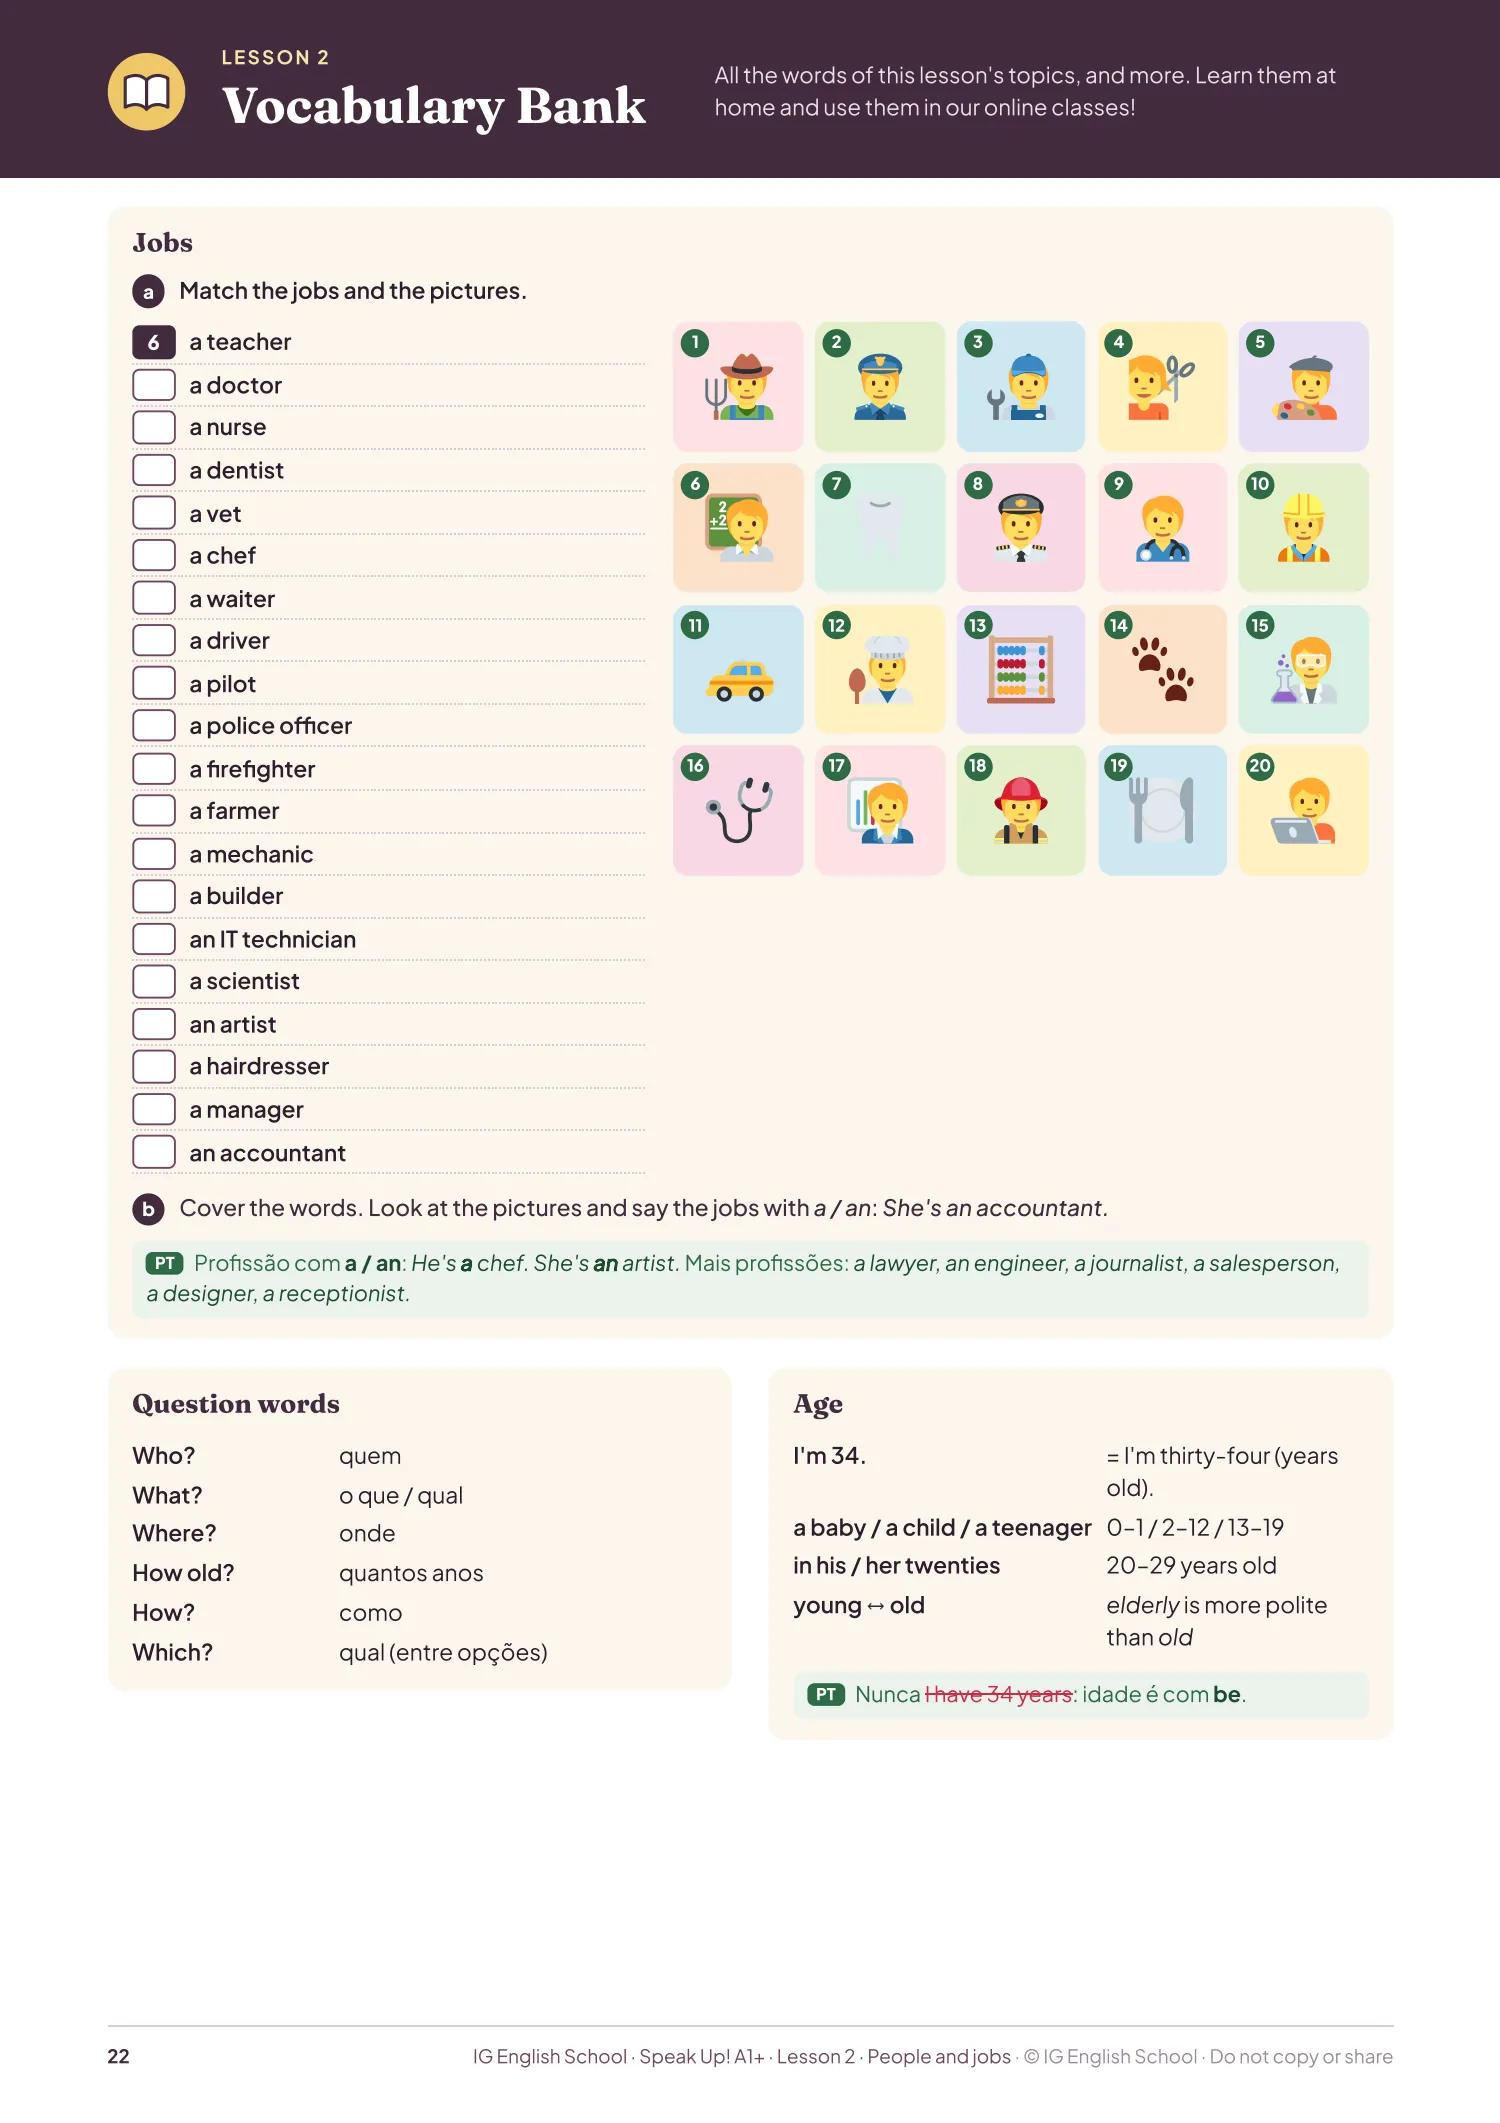 LESSON 2
Vocabulary Bank
All the words of this lesson's topics, and more. Learn them at
home and use them in our online classes!
Jobs
a Match the jobs and the pictures.
6 a teacher
a doctor
a nurse
a dentist
a vet
a chef
a waiter
a driver
a pilot
a police officer
a firefighter
a farmer
a mechanic
a builder
an IT technician
a scientist
an artist
a hairdresser
a manager
an accountant
1 2 3 4 5
6 7 8 9 10
2
+2
11 12 13 14 15
16 17 18 19 20
b Cover the words. Look at the pictures and say the jobs with a / an: She's an accountant.
PT Profissão com a / an: He's a chef. She's an artist. Mais profissões: a lawyer, an engineer, a journalist, a salesperson,
a designer, a receptionist.
Question words
Who? quem
What? o que / qual
Where? onde
How old? quantos anos
How? como
Which? qual (entre opções)
Age
I'm 34. = I'm thirty-four (years
old).
a baby / a child / a teenager 0–1 / 2–12 / 13–19
in his / her twenties 20–29 years old
young ↔ old elderly is more polite
than old
PT Nunca I have 34 years: idade é com be.
22
IG English School · Speak Up! A1+ · Lesson 2 · People and jobs · © IG English School · Do not copy or share